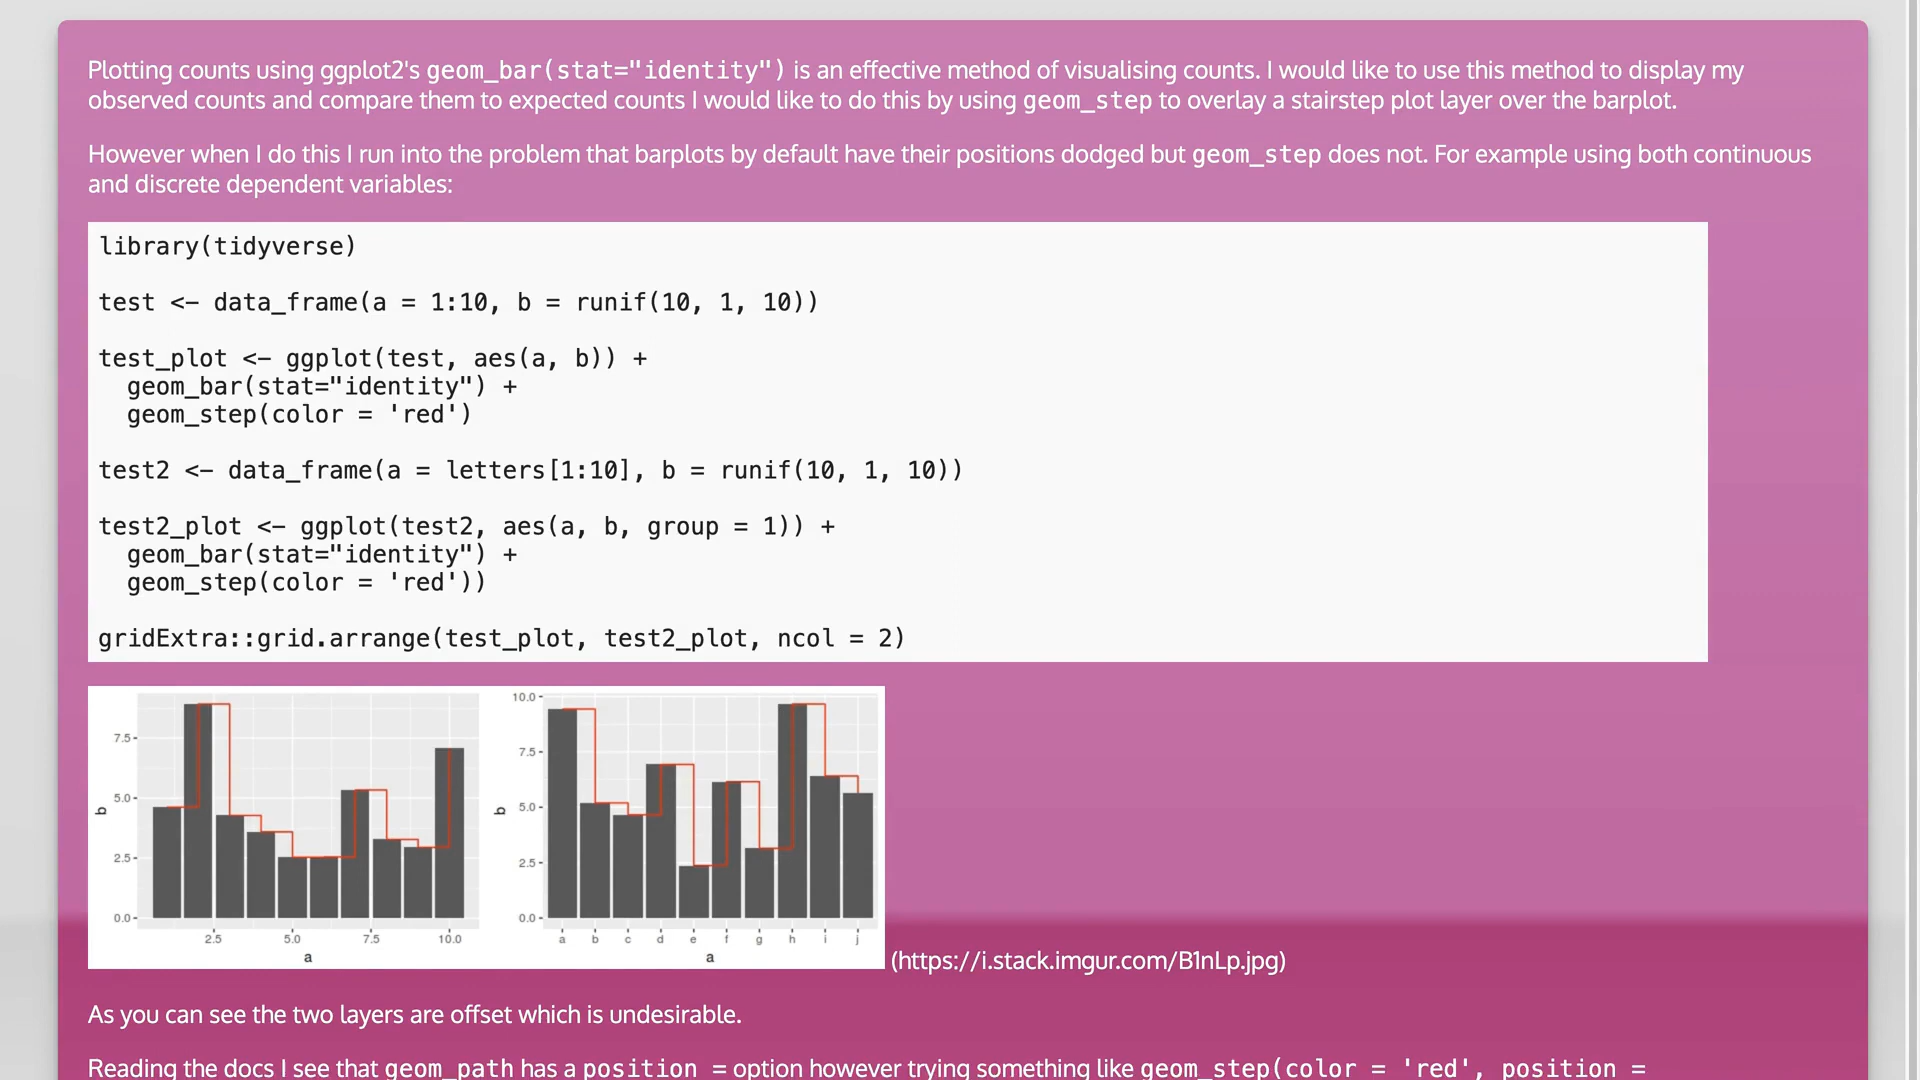 Plotting counts using ggplot2's geom_bar(stat="identity") is an effective method of visualising counts. I would like to use this method to display my
observed counts and compare them to expected counts I would like to do this by using geom_step to overlay a stairstep plot layer over the barplot.
However when I do this I run into the problem that barplots by default have their positions dodged but geom_step does not. For example using both continuous
and discrete dependent variables:
library(tidyverse)
test <- data_frame(a = 1:10, b = runif(10, 1, 10))
test_plot <- ggplot(test, aes(a, b)) +
  geom_bar(stat="identity") +
  geom_step(color = 'red')
test2 <- data_frame(a = letters[1:10], b = runif(10, 1, 10))
test2_plot <- ggplot(test2, aes(a, b, group = 1)) +
  geom_bar(stat="identity") +
  geom_step(color = 'red'))
gridExtra::grid.arrange(test_plot, test2_plot, ncol = 2)
7.5
5.0
2.5
0.0
b
2.5 5.0 7.5 10.0
a
10.0
7.5
5.0
2.5
0.0
b
a b c d e f g h i j
a
(https://i.stack.imgur.com/B1nLp.jpg)
As you can see the two layers are offset which is undesirable.
Reading the docs I see that geom_path has a position = option however trying something like geom_step(color = 'red', position =